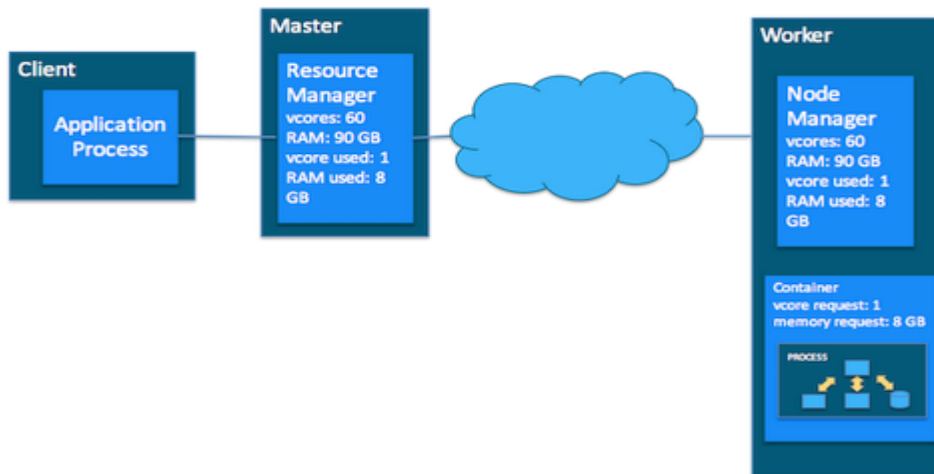 Client
Application
Process
Master
Resource
Manager
vcores: 60
RAM: 90 GB
vcore used: 1
RAM used: 8
GB
Worker
Node
Manager
vcores: 60
RAM: 90 GB
vcore used: 1
RAM used: 8
GB
Container
vcore request: 1
memory request: 8 GB
PROCESS